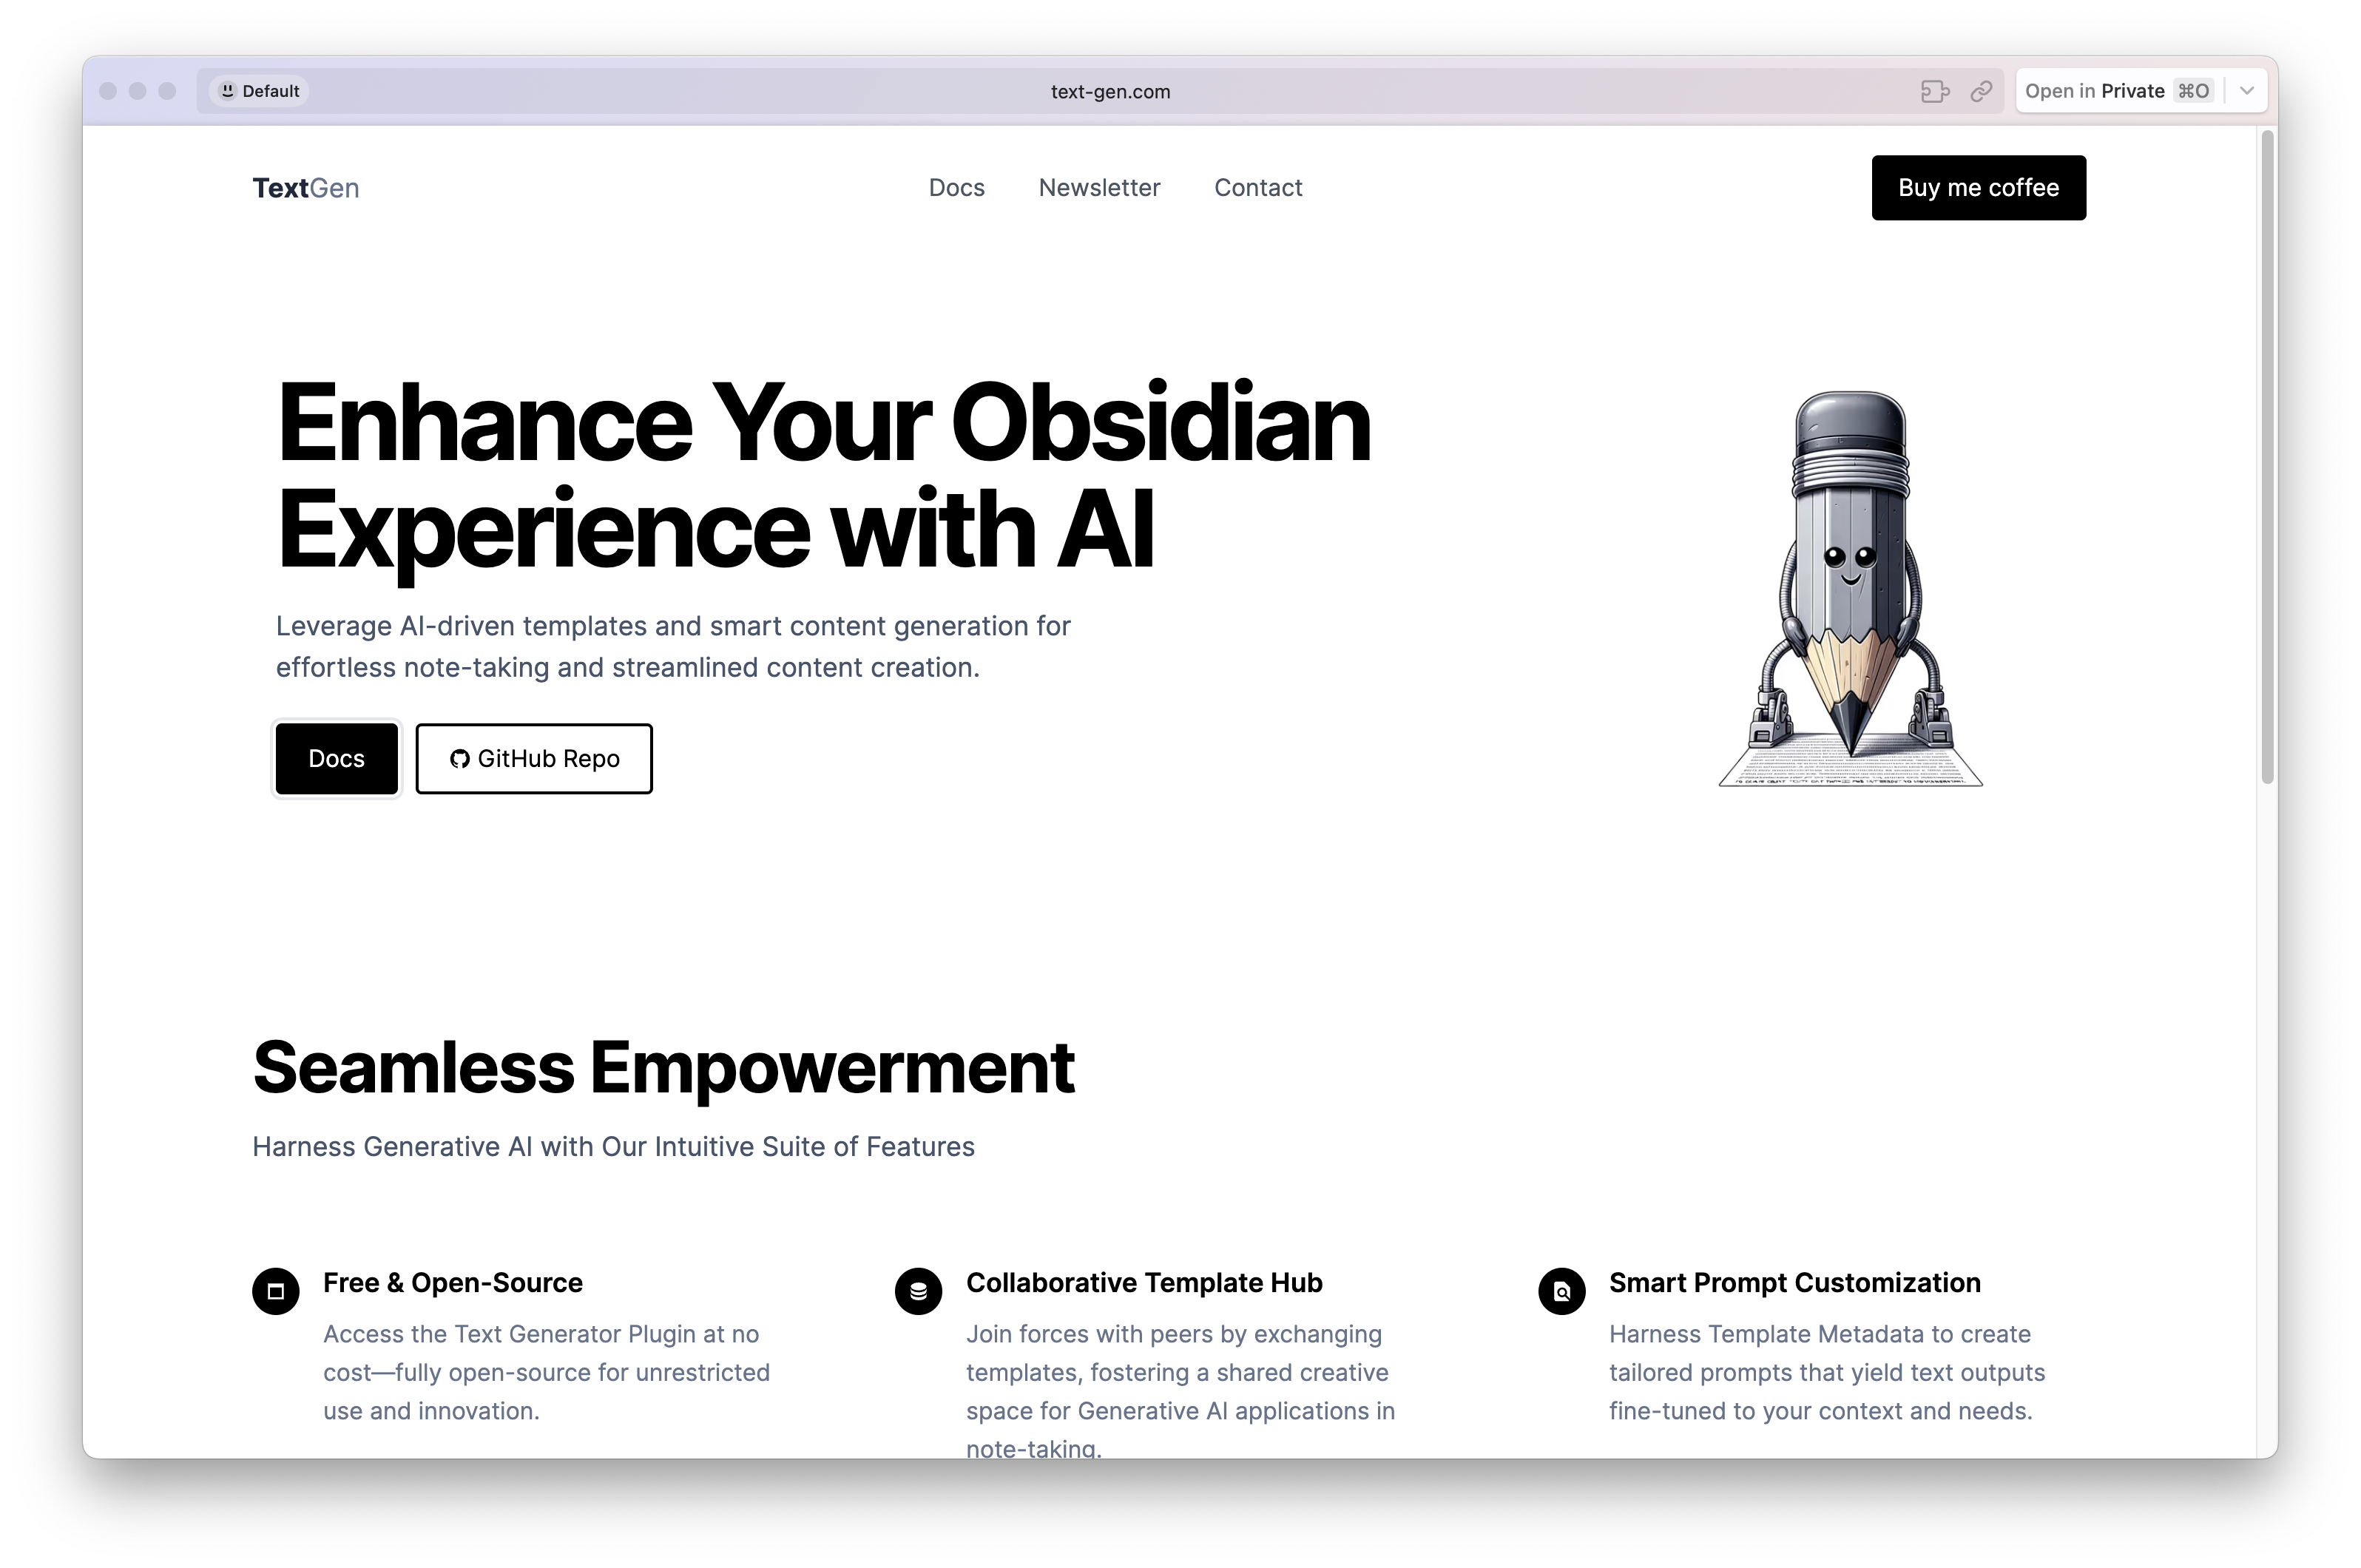 Default
text-gen.com
Open in Private ⌘O
TextGen
Docs
Newsletter
Contact
Buy me coffee
Enhance Your Obsidian
Experience with AI
Leverage AI-driven templates and smart content generation for
effortless note-taking and streamlined content creation.
Docs
GitHub Repo
Seamless Empowerment
Harness Generative AI with Our Intuitive Suite of Features
Free & Open-Source
Access the Text Generator Plugin at no
cost—fully open-source for unrestricted
use and innovation.
Collaborative Template Hub
Join forces with peers by exchanging
templates, fostering a shared creative
space for Generative AI applications in
note-taking.
Smart Prompt Customization
Harness Template Metadata to create
tailored prompts that yield text outputs
fine-tuned to your context and needs.